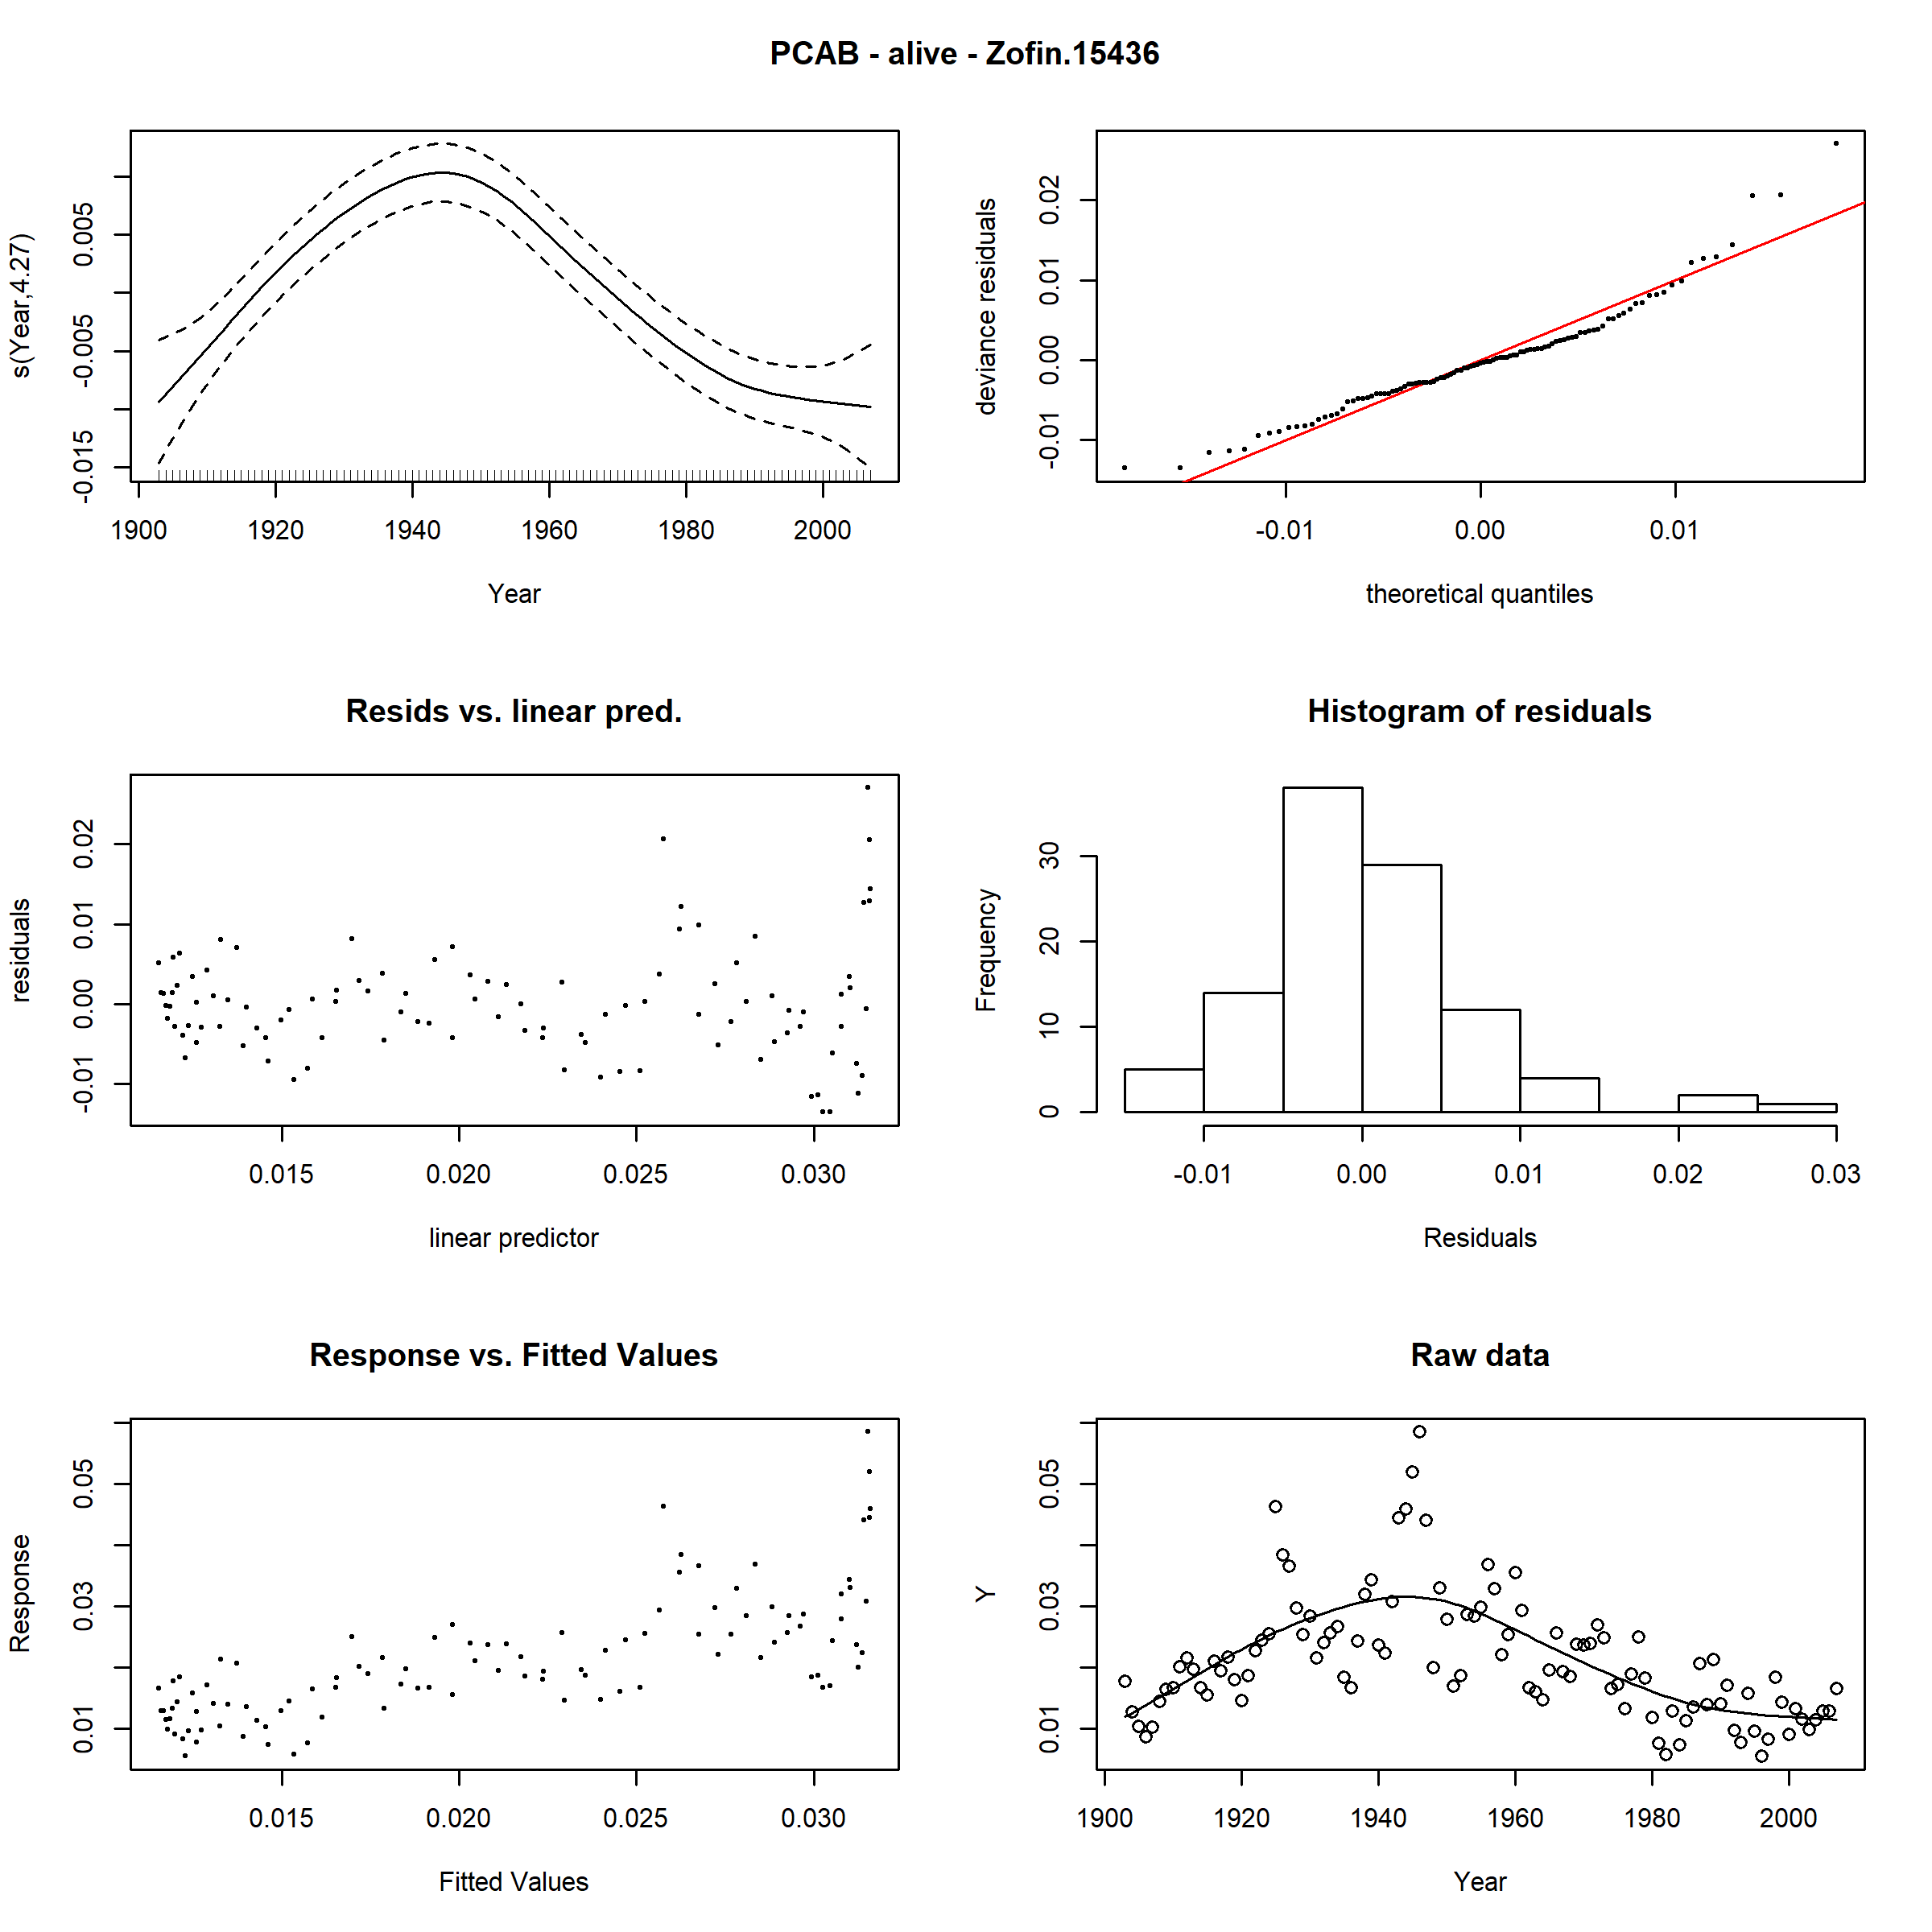 PCAB - alive - Zofin.15436
s(Year,4.27)
-0.015 -0.005 0.005
1900 1920 1940 1960 1980 2000
Year
deviance residuals
-0.01 0.00 0.01 0.02
-0.01 0.00 0.01
theoretical quantiles
Resids vs. linear pred.
residuals
-0.01 0.00 0.01 0.02
0.015 0.020 0.025 0.030
linear predictor
Histogram of residuals
Frequency
0 10 20 30
-0.01 0.00 0.01 0.02 0.03
Residuals
Response vs. Fitted Values
Response
0.01 0.03 0.05
0.015 0.020 0.025 0.030
Fitted Values
Raw data
Y
0.01 0.03 0.05
1900 1920 1940 1960 1980 2000
Year